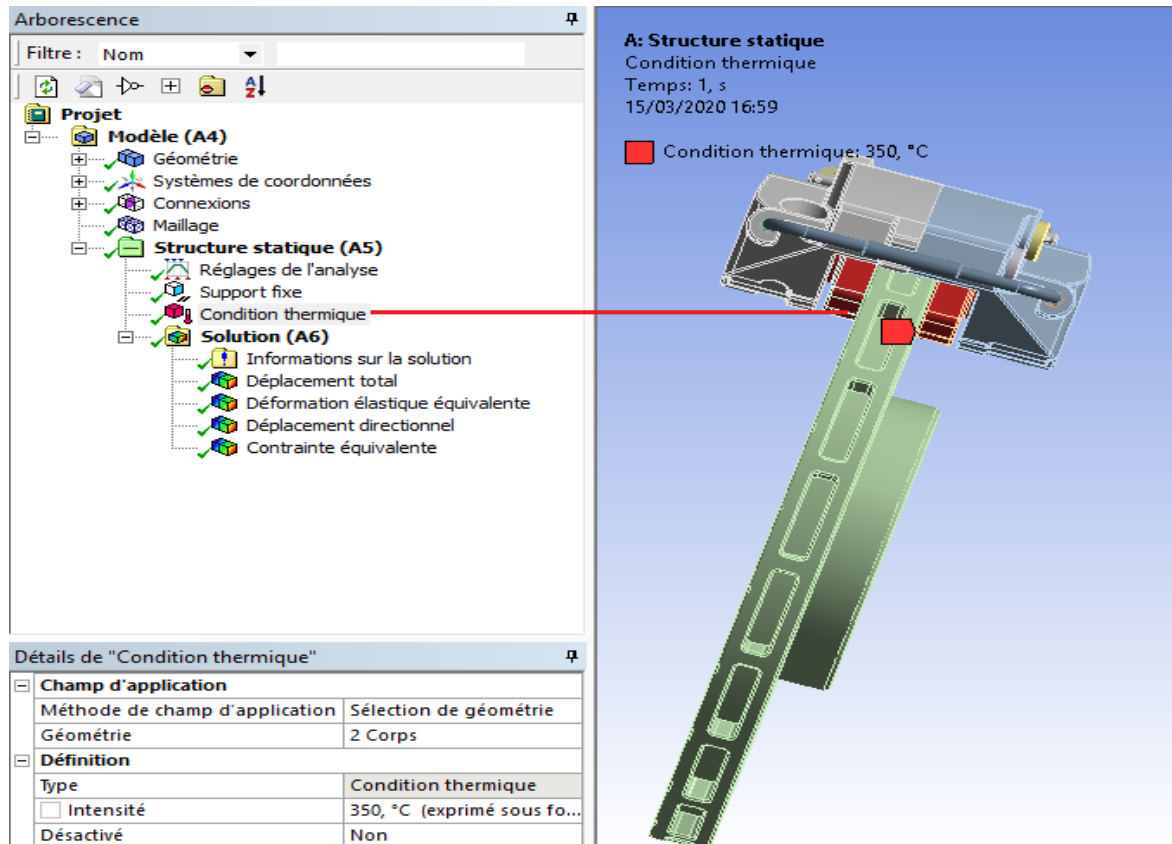 Arborescence
Filtre : Nom
Projet
Modèle (A4)
Géométrie
Systèmes de coordonnées
Connexions
Maillage
Structure statique (A5)
Réglages de l'analyse
Support fixe
Condition thermique
Solution (A6)
Informations sur la solution
Déplacement total
Déformation élastique équivalente
Déplacement directionnel
Contrainte équivalente
Détails de "Condition thermique"
Champ d'application
Méthode de champ d'application Sélection de géométrie
Géométrie 2 Corps
Définition
Type Condition thermique
Intensité 350, °C (exprimé sous fo...
Désactivé Non
A: Structure statique
Condition thermique
Temps: 1, s
15/03/2020 16:59
Condition thermique: 350, °C